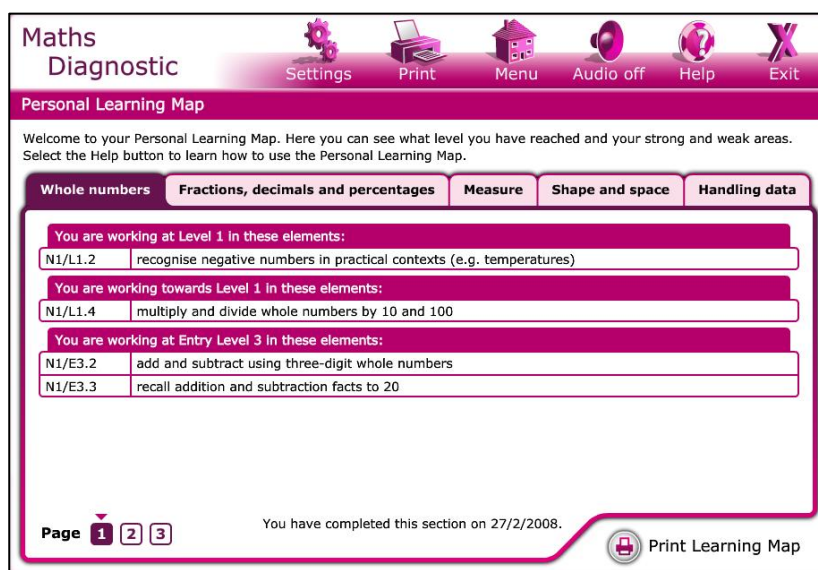 Maths
Diagnostic
Settings
Print
Menu
Audio off
Help
Exit
Personal Learning Map
Welcome to your Personal Learning Map. Here you can see what level you have reached and your strong and weak areas.
Select the Help button to learn how to use the Personal Learning Map.
Whole numbers
Fractions, decimals and percentages
Measure
Shape and space
Handling data
You are working at Level 1 in these elements:
N1/L1.2 recognise negative numbers in practical contexts (e.g. temperatures)
You are working towards Level 1 in these elements:
N1/L1.4 multiply and divide whole numbers by 10 and 100
You are working at Entry Level 3 in these elements:
N1/E3.2 add and subtract using three-digit whole numbers
N1/E3.3 recall addition and subtraction facts to 20
Page 1 2 3
You have completed this section on 27/2/2008.
Print Learning Map